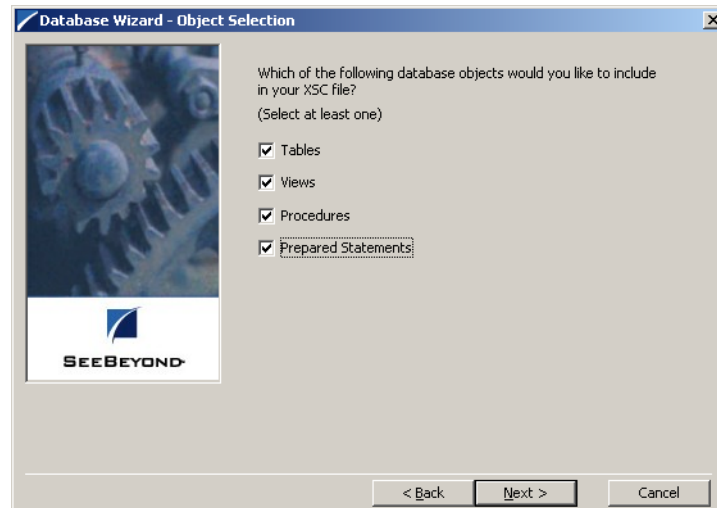 Database Wizard - Object Selection
Which of the following database objects would you like to include
in your XSC file?
(Select at least one)
Tables
Views
Procedures
Prepared Statements
SEEBEYOND
< Back
Next >
Cancel